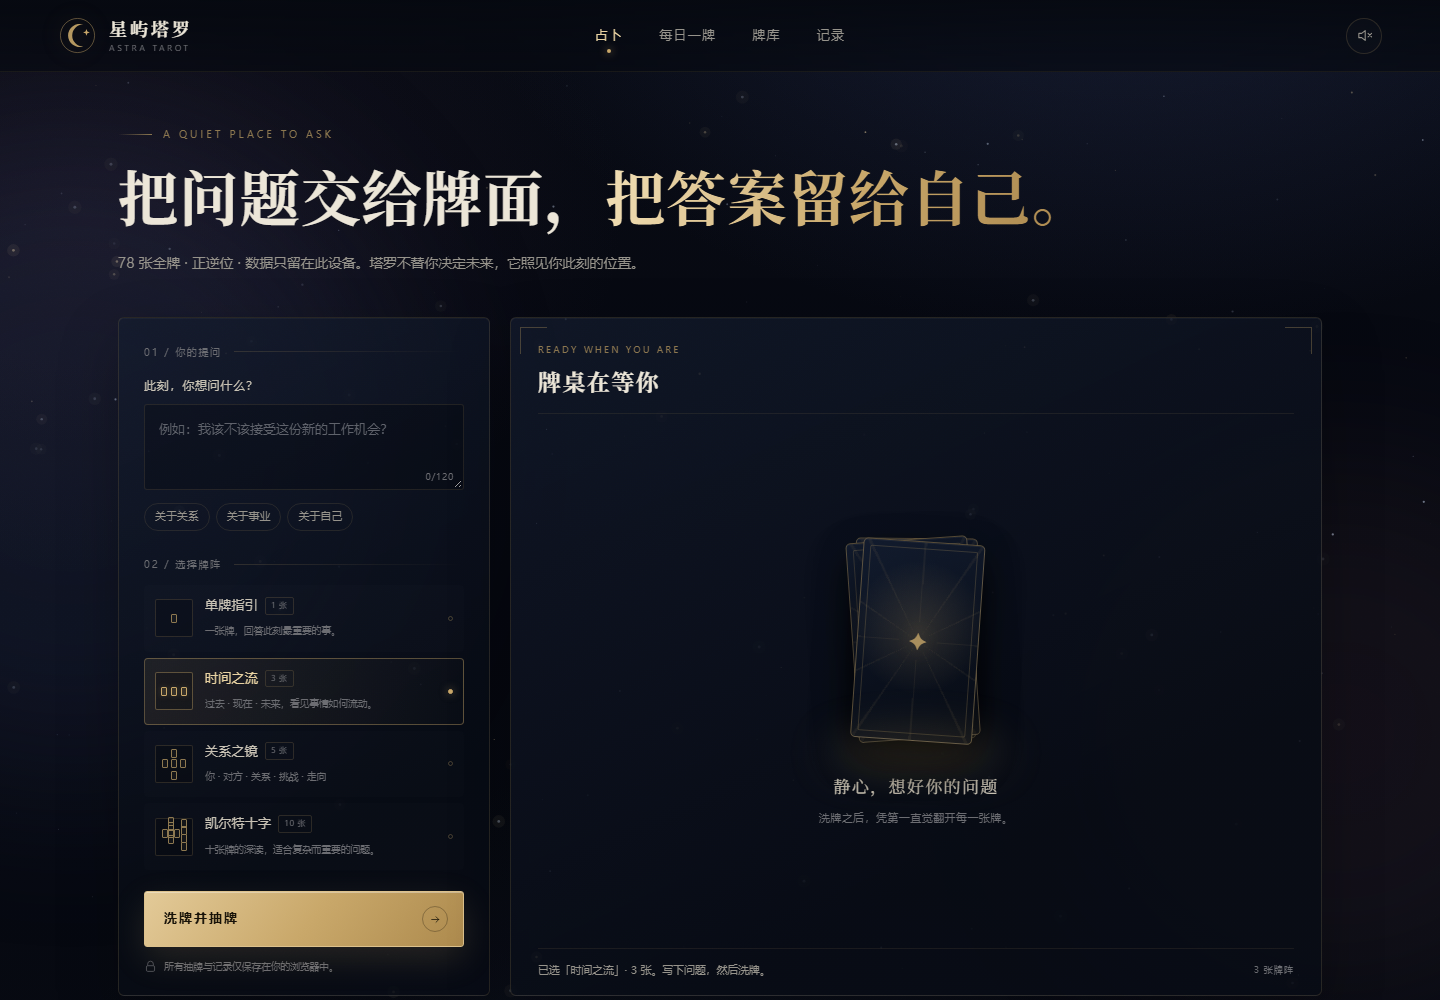 星屿塔罗
ASTRA TAROT
占卜
每日一牌
牌库
记录
A QUIET PLACE TO ASK
把问题交给牌面，把答案留给自己。
78 张全牌 · 正逆位 · 数据只留在此设备。塔罗不替你决定未来，它照见你此刻的位置。
01 / 你的提问
此刻，你想问什么？
例如：我该不该接受这份新的工作机会？
0/120
关于关系
关于事业
关于自己
02 / 选择牌阵
单牌指引 1 张
一张牌，回答此刻最重要的事。
时间之流 3 张
过去 · 现在 · 未来，看见事情如何流动。
关系之镜 5 张
你 · 对方 · 关系 · 挑战 · 走向
凯尔特十字 10 张
十张牌的深读，适合复杂而重要的问题。
洗牌并抽牌
所有抽牌与记录仅保存在你的浏览器中。
READY WHEN YOU ARE
牌桌在等你
静心，想好你的问题
洗牌之后，凭第一直觉翻开每一张牌。
已选「时间之流」· 3 张。写下问题，然后洗牌。
3 张牌阵